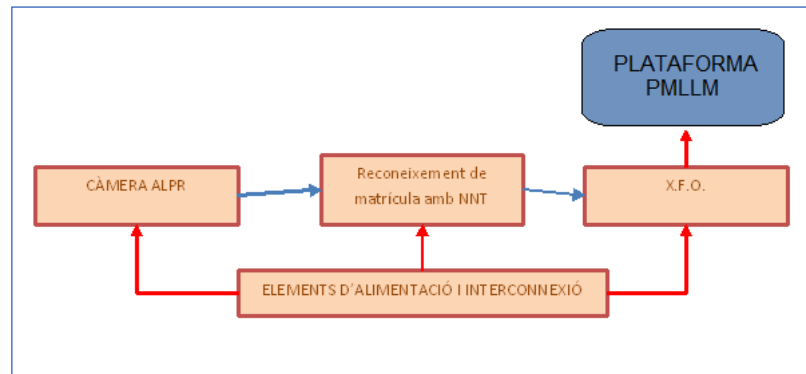 PLATAFORMA
PMLLM
CÀMERA ALPR
Reconeixement de
matrícula amb NNT
X.F.O.
ELEMENTS D'ALIMENTACIÓ I INTERCONNEXIÓ